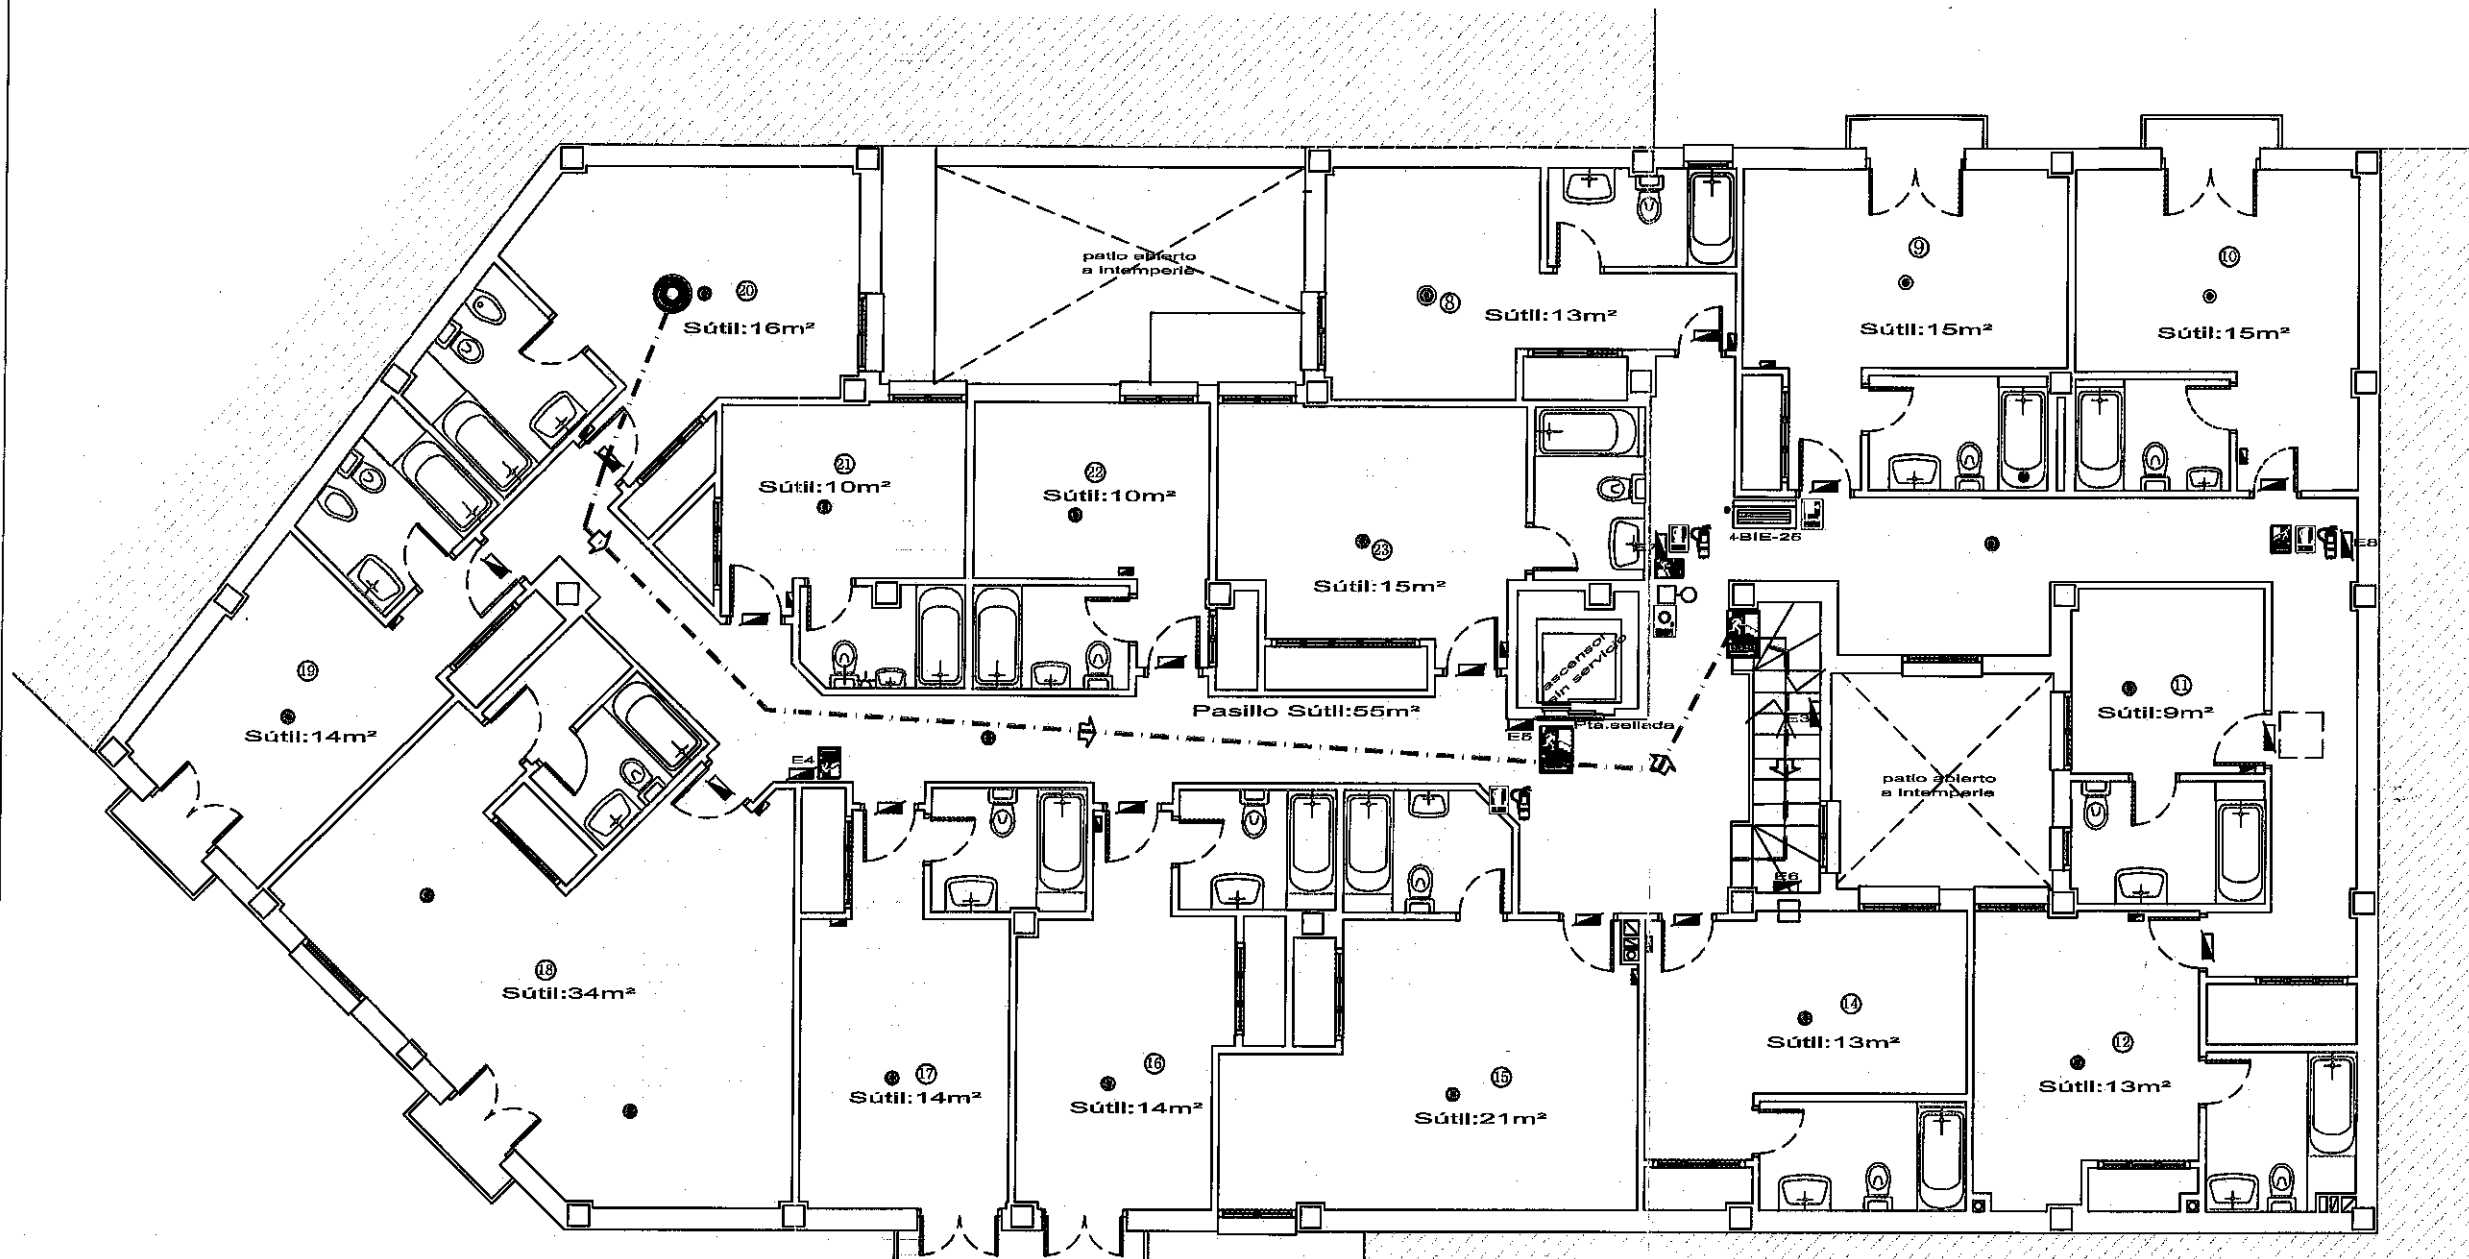 patio abierto
a intemperie
⑳
Sútil:16m²
⑧
Sútil:13m²
⑨
Sútil:15m²
⑩
Sútil:15m²
㉑
Sútil:10m²
㉒
Sútil:10m²
㉓
Sútil:15m²
4BIE-25
E8
ascensor
sin servicio
⑲
Sútil:14m²
Pasillo Sútil:55m²
Pta.sellada
E5
E3
⑪
Sútil:9m²
E4
patio abierto
a intemperie
E6
⑱
Sútil:34m²
⑭
Sútil:13m²
⑫
Sútil:13m²
⑰
Sútil:14m²
⑯
Sútil:14m²
⑮
Sútil:21m²